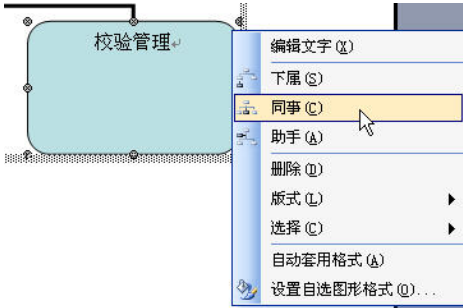 校验管理↵
编辑文字(X)
下属(S)
同事(C)
助手(A)
删除(D)
版式(L)
选择(C)
自动套用格式(A)
设置自选图形格式(O)...